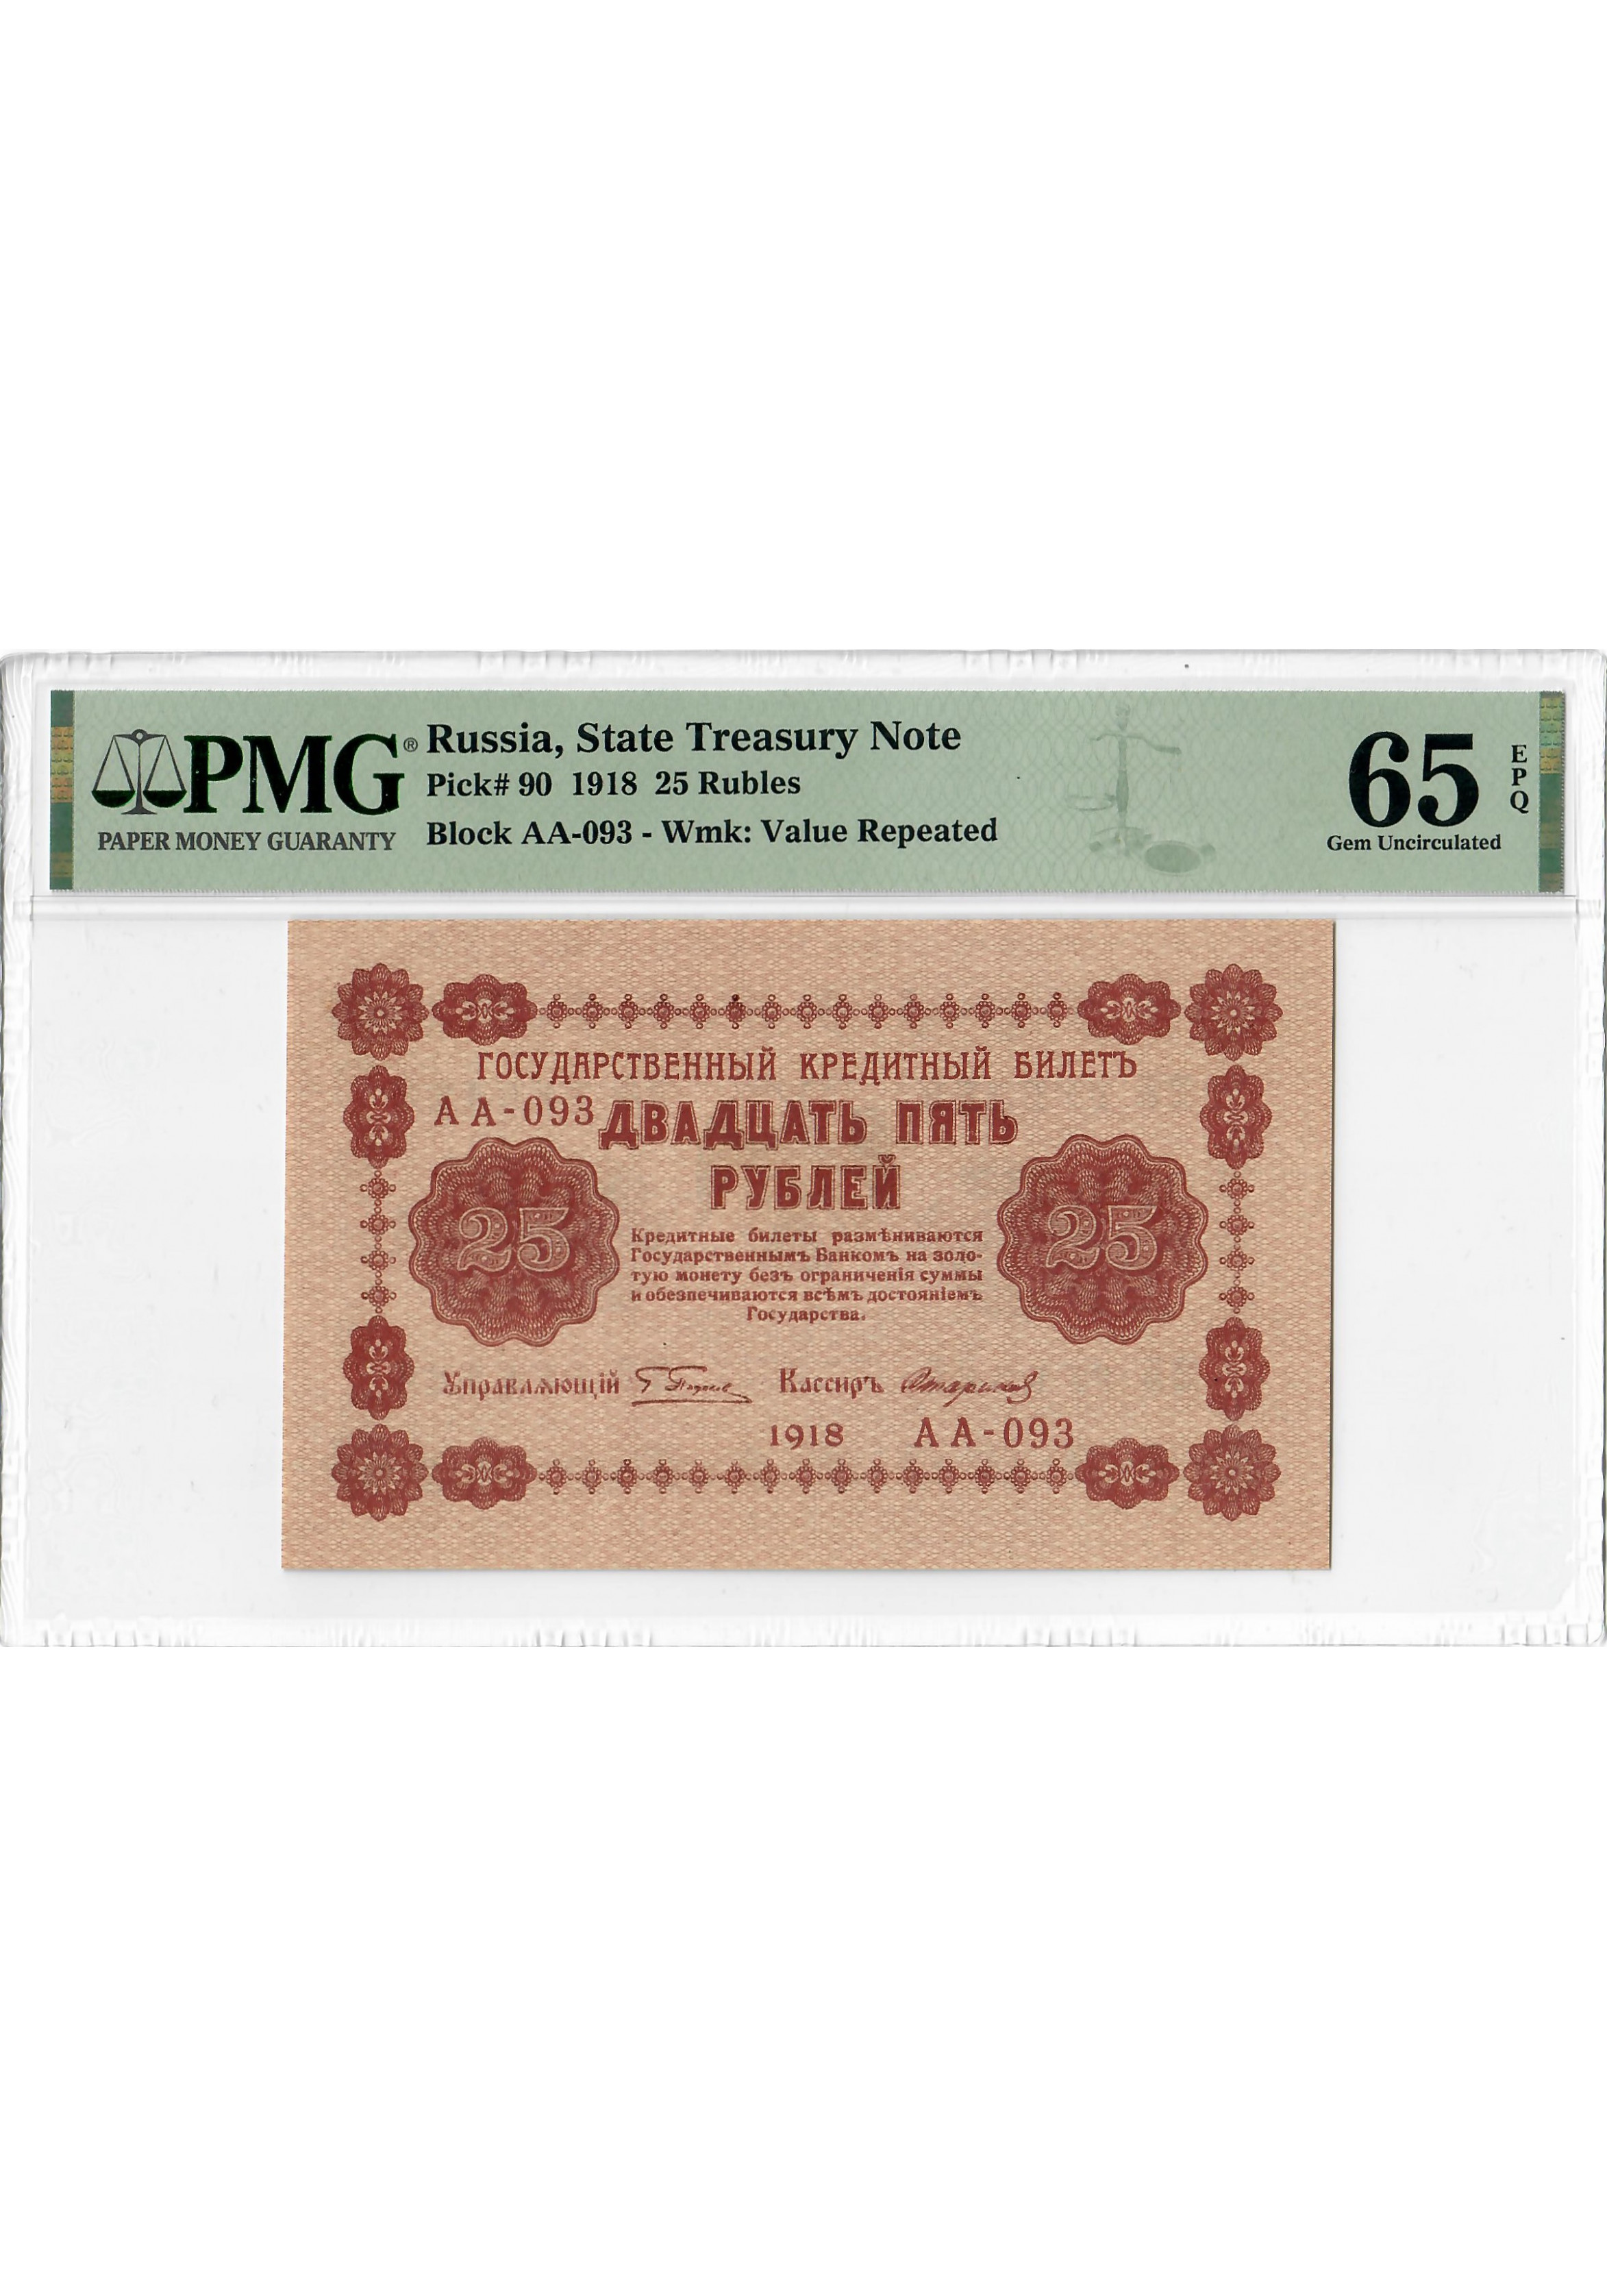 PMG®
PAPER MONEY GUARANTY
Russia, State Treasury Note
Pick# 90 1918 25 Rubles
Block AA-093 - Wmk: Value Repeated
65
EPQ
Gem Uncirculated
ГОСУДАРСТВЕННЫЙ КРЕДИТНЫЙ БИЛЕТЪ
АА-093
ДВАДЦАТЬ ПЯТЬ
РУБЛЕЙ
25
Кредитные билеты размѣниваются
Государственнымъ Банкомъ на золо-
тую монету безъ ограниченія суммы
и обезпечиваются всѣмъ достояніемъ
Государства.
25
Управляющій
Кассиръ
1918 АА-093